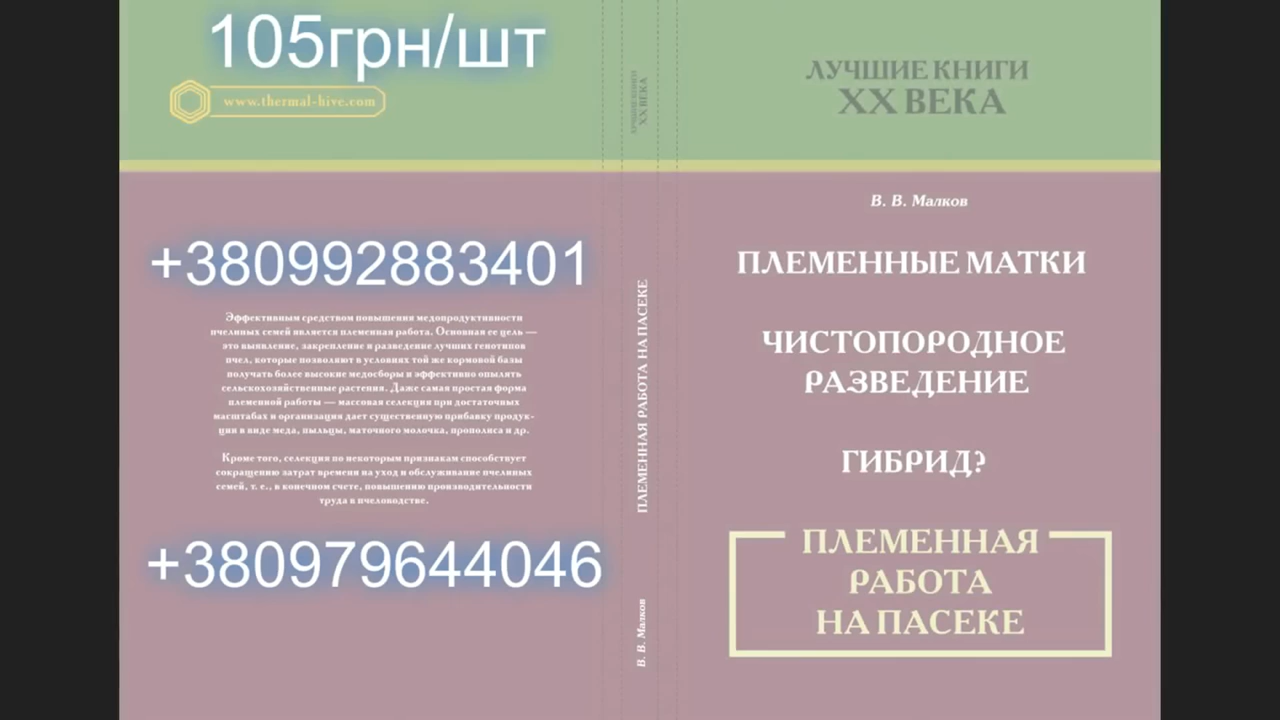 105грн/шт
www.thermal-hive.com
+380992883401
Эффективным средством повышения медопродуктивности
пчелиных семей является племенная работа. Основная ее цель —
это выявление, закрепление и разведение лучших генотипов
пчел, которые позволяют в условиях той же кормовой базы
получать более высокие медосборы и эффективно опылять
сельскохозяйственные растения. Даже самая простая форма
племенной работы — массовая селекция при достаточных
масштабах и организация дает существенную прибавку продук-
ции в виде меда, пыльцы, маточного молочка, прополиса и др.
Кроме того, селекция по некоторым признакам способствует
сокращению затрат времени на уход и обслуживание пчелиных
семей, т. е., в конечном счете, повышению производительности
труда в пчеловодстве.
+380979644046
ЛУЧШИЕ КНИГИ
XX ВЕКА
ПЛЕМЕННАЯ РАБОТА НА ПАСЕКЕ
В. В. Малков
ЛУЧШИЕ КНИГИ
XX ВЕКА
В. В. Малков
ПЛЕМЕННЫЕ МАТКИ
ЧИСТОПОРОДНОЕ
РАЗВЕДЕНИЕ
ГИБРИД?
ПЛЕМЕННАЯ
РАБОТА
НА ПАСЕКЕ